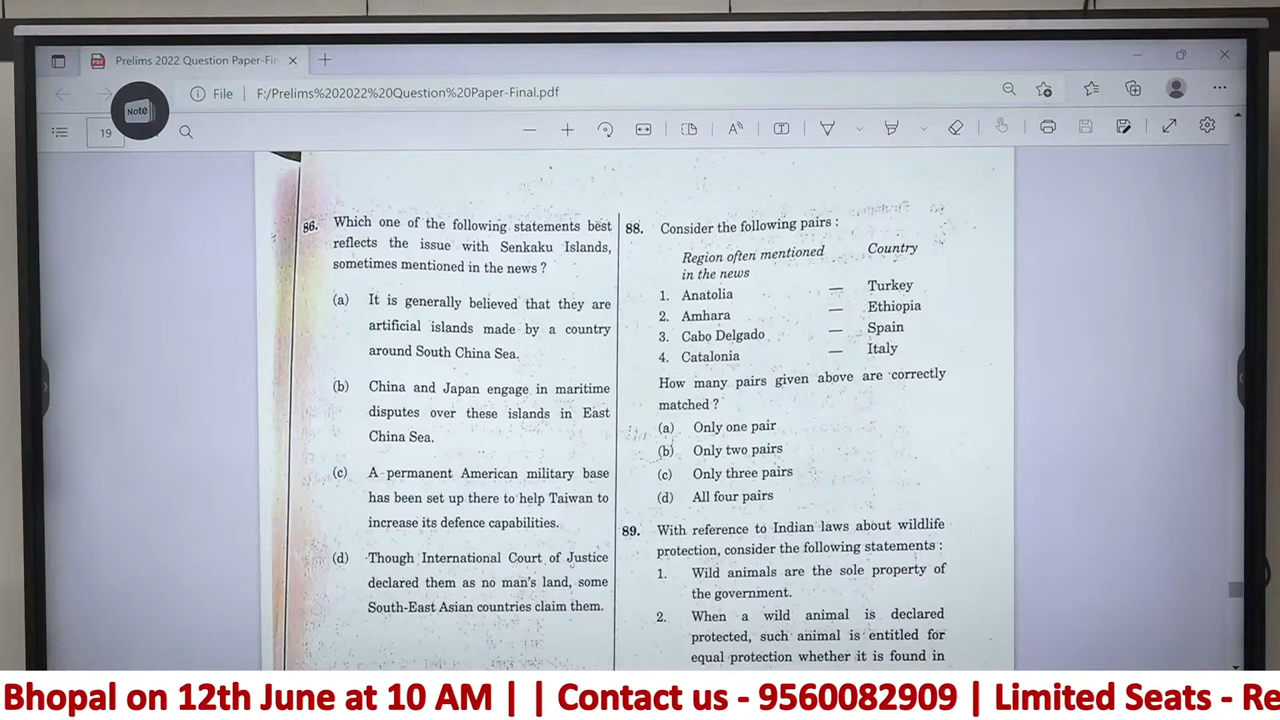 Prelims 2022 Question Paper-Fin
File F:/Prelims%202022%20Question%20Paper-Final.pdf
Note
19
86. Which one of the following statements best
reflects the issue with Senkaku Islands,
sometimes mentioned in the news ?
(a) It is generally believed that they are
artificial islands made by a country
around South China Sea.
(b) China and Japan engage in maritime
disputes over these islands in East
China Sea.
(c) A permanent American military base
has been set up there to help Taiwan to
increase its defence capabilities.
(d) Though International Court of Justice
declared them as no man's land, some
South-East Asian countries claim them.
88. Consider the following pairs :
Region often mentioned Country
in the news
1. Anatolia — Turkey
2. Amhara — Ethiopia
3. Cabo Delgado — Spain
4. Catalonia — Italy
How many pairs given above are correctly
matched ?
(a) Only one pair
(b) Only two pairs
(c) Only three pairs
(d) All four pairs
89. With reference to Indian laws about wildlife
protection, consider the following statements :
1. Wild animals are the sole property of
the government.
2. When a wild animal is declared
protected, such animal is entitled for
equal protection whether it is found in
Bhopal on 12th June at 10 AM | | Contact us - 9560082909 | Limited Seats - Re